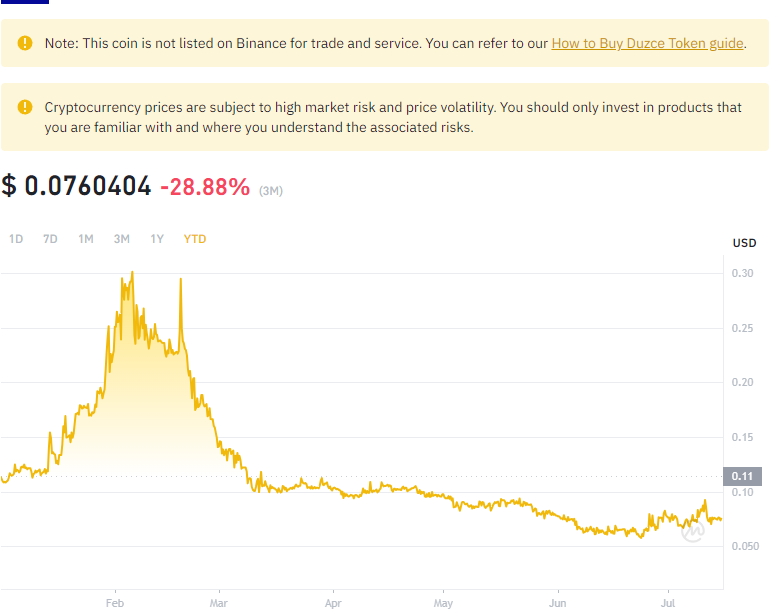 Note: This coin is not listed on Binance for trade and service. You can refer to our How to Buy Duzce Token guide.
Cryptocurrency prices are subject to high market risk and price volatility. You should only invest in products that
you are familiar with and where you understand the associated risks.
$ 0.0760404 -28.88% (3M)
1D 7D 1M 3M 1Y YTD
USD
0.30
0.25
0.20
0.15
0.11
0.10
0.050
Feb Mar Apr May Jun Jul